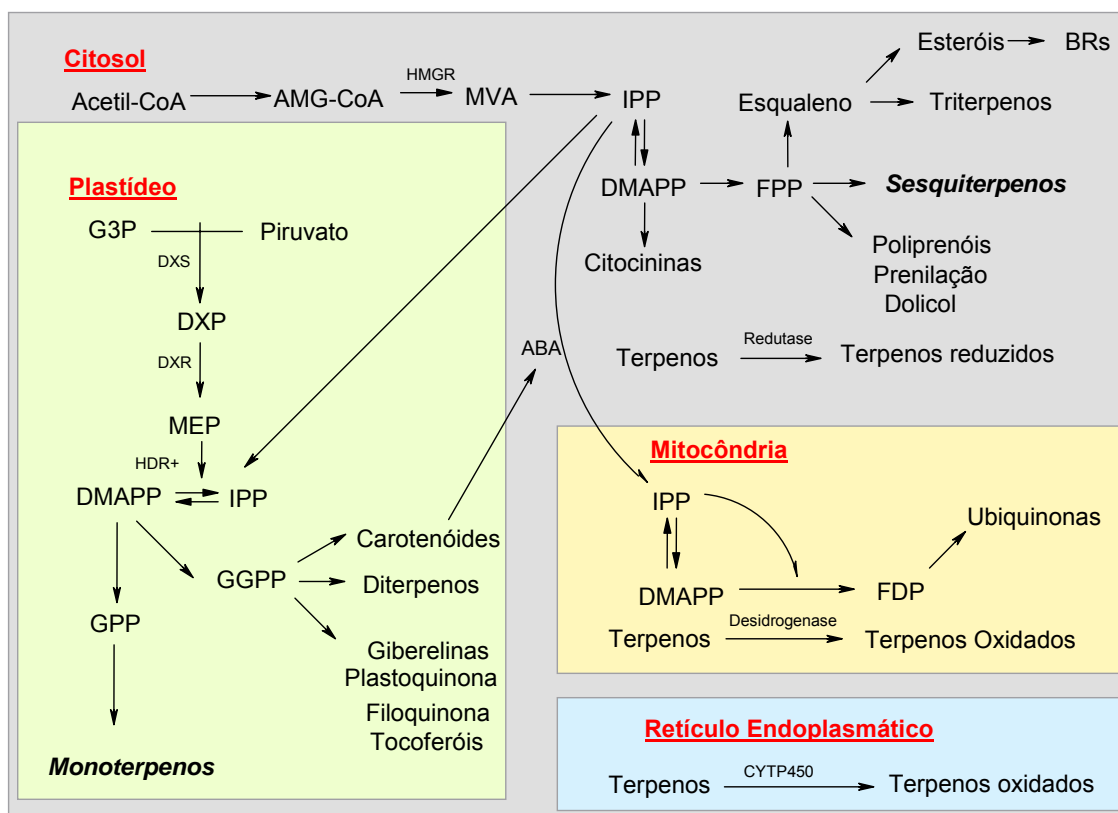 Citosol
Acetil-CoA
AMG-CoA
HMGR
MVA
IPP
DMAPP
Citocininas
FPP
Esqualeno
Esteróis
BRs
Triterpenos
Sesquiterpenos
Poliprenóis
Prenilação
Dolicol
Terpenos
Redutase
Terpenos reduzidos
ABA
Plastídeo
G3P
Piruvato
DXS
DXP
DXR
MEP
HDR+
DMAPP
IPP
GPP
Monoterpenos
GGPP
Carotenóides
Diterpenos
Giberelinas
Plastoquinona
Filoquinona
Tocoferóis
Mitocôndria
IPP
DMAPP
FDP
Ubiquinonas
Terpenos
Desidrogenase
Terpenos Oxidados
Retículo Endoplasmático
Terpenos
CYTP450
Terpenos oxidados